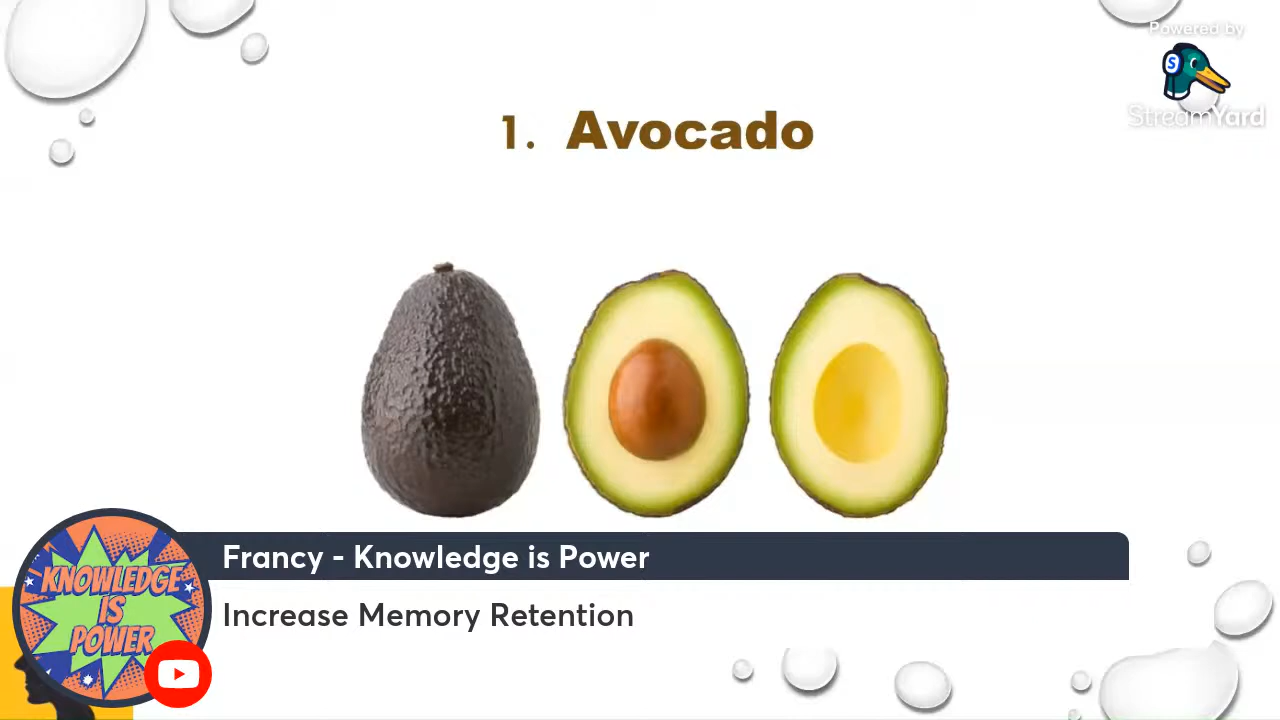 Powered by
S
StreamYard
1. Avocado
KNOWLEDGE
IS
POWER
Francy - Knowledge is Power
Increase Memory Retention